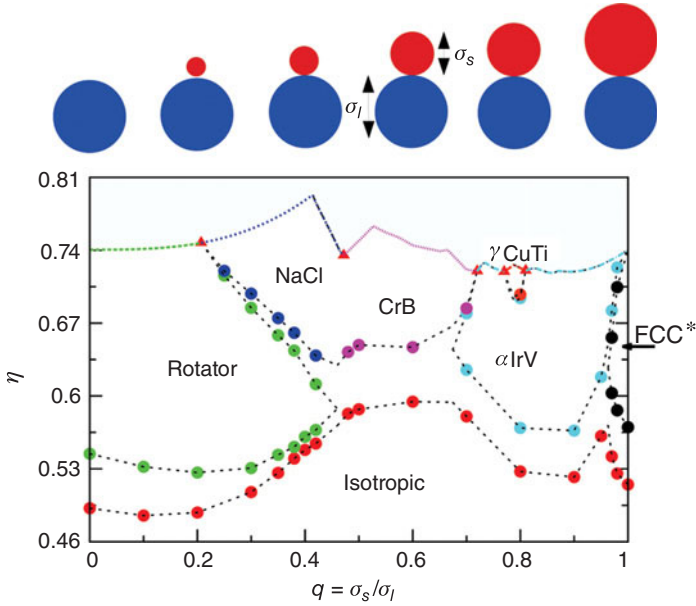 σs
σl
0.81
0.74
0.67
0.6
0.53
0.46
η
NaCl
CrB
γCuTi
Rotator
αIrV
FCC*
Isotropic
0
0.2
0.4
0.6
0.8
1
q = σs/σl